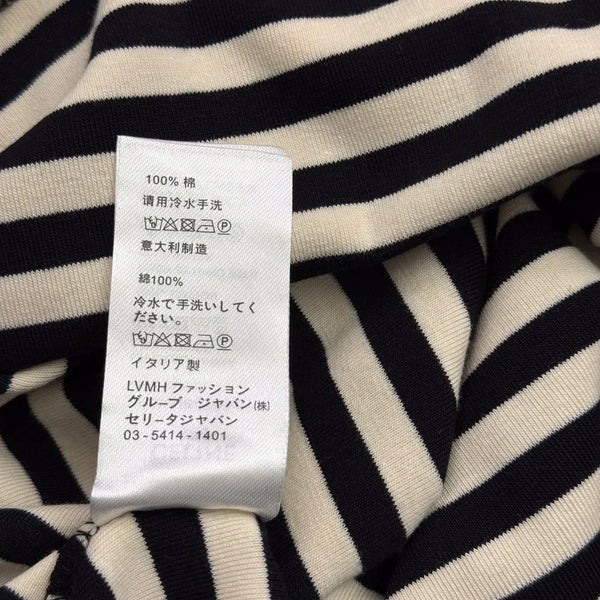 100% 棉
请用冷水手洗
P
意大利制造
綿100%
冷水で手洗いしてく
ださい。
P
イタリア製
LVMH ファッション
グループ ジャパン(株)
セリータジャバン
03 - 5414 - 1401